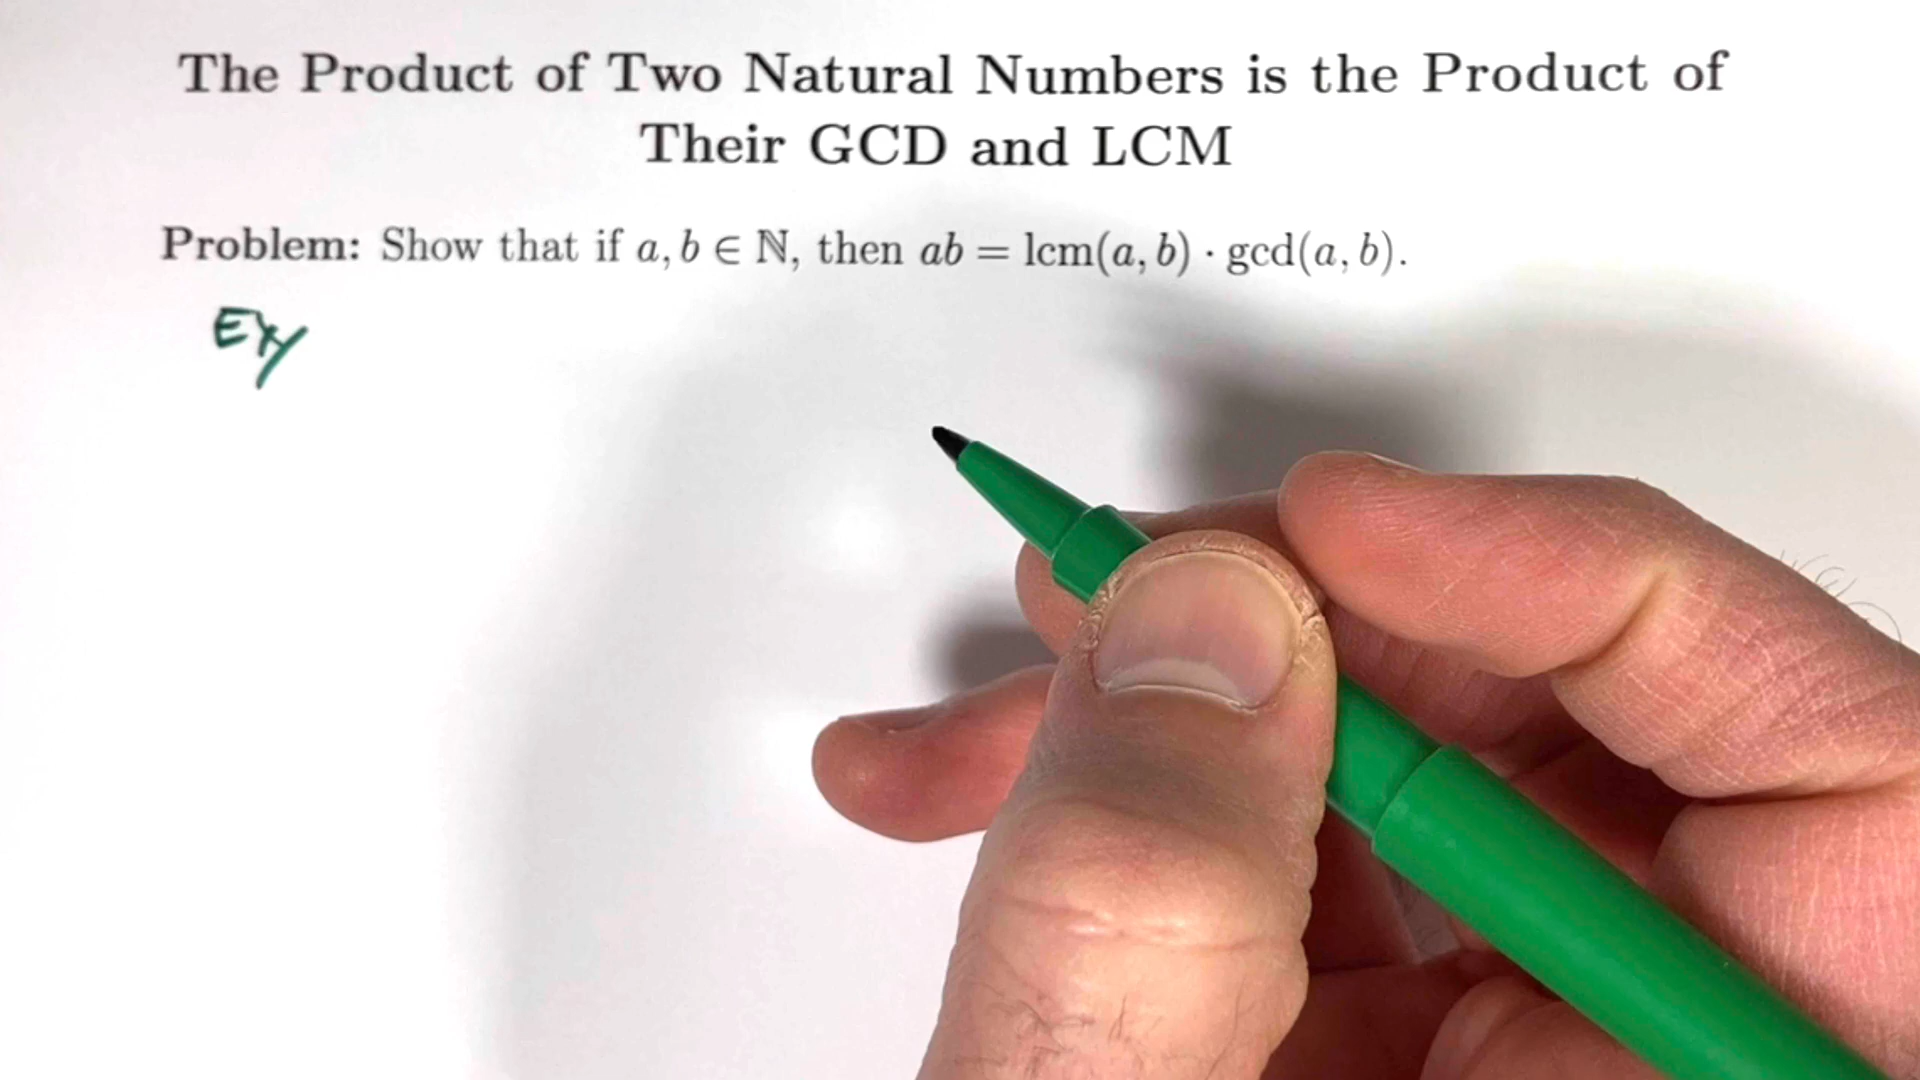 The Product of Two Natural Numbers is the Product of
Their GCD and LCM
Problem: Show that if a, b ∈ ℕ, then ab = lcm(a, b) · gcd(a, b).